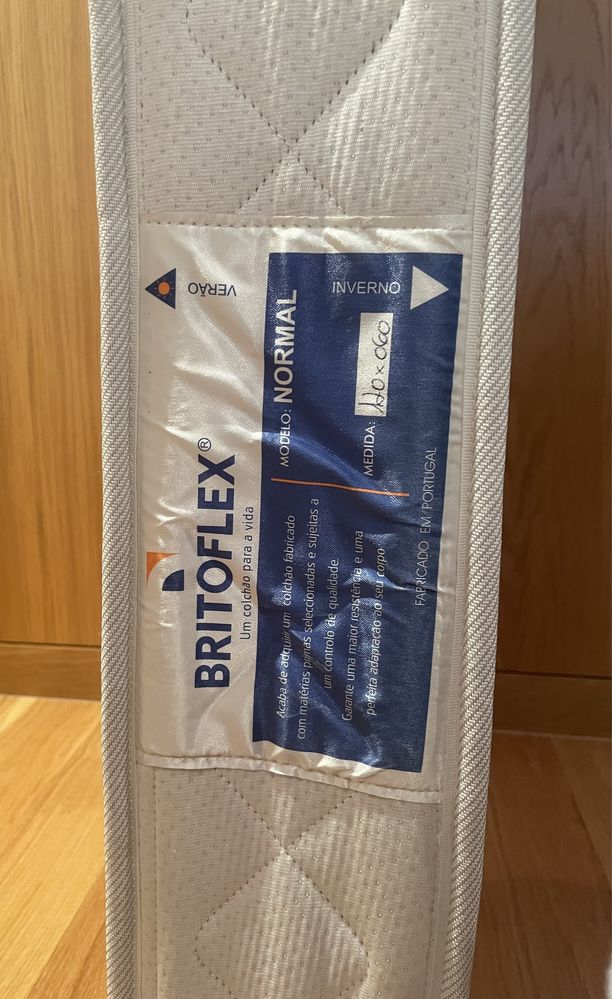 BRITOFLEX®
Um colchão para a vida
VERÃO
Acaba de adquirir um colchão fabricado
com matérias primas seleccionadas e sujeitas a
um controlo de qualidade.
Garante uma maior resistência e uma
perfeita adaptação ao seu corpo
MODELO: NORMAL
MEDIDA: 120 x 060
INVERNO
FABRICADO EM PORTUGAL